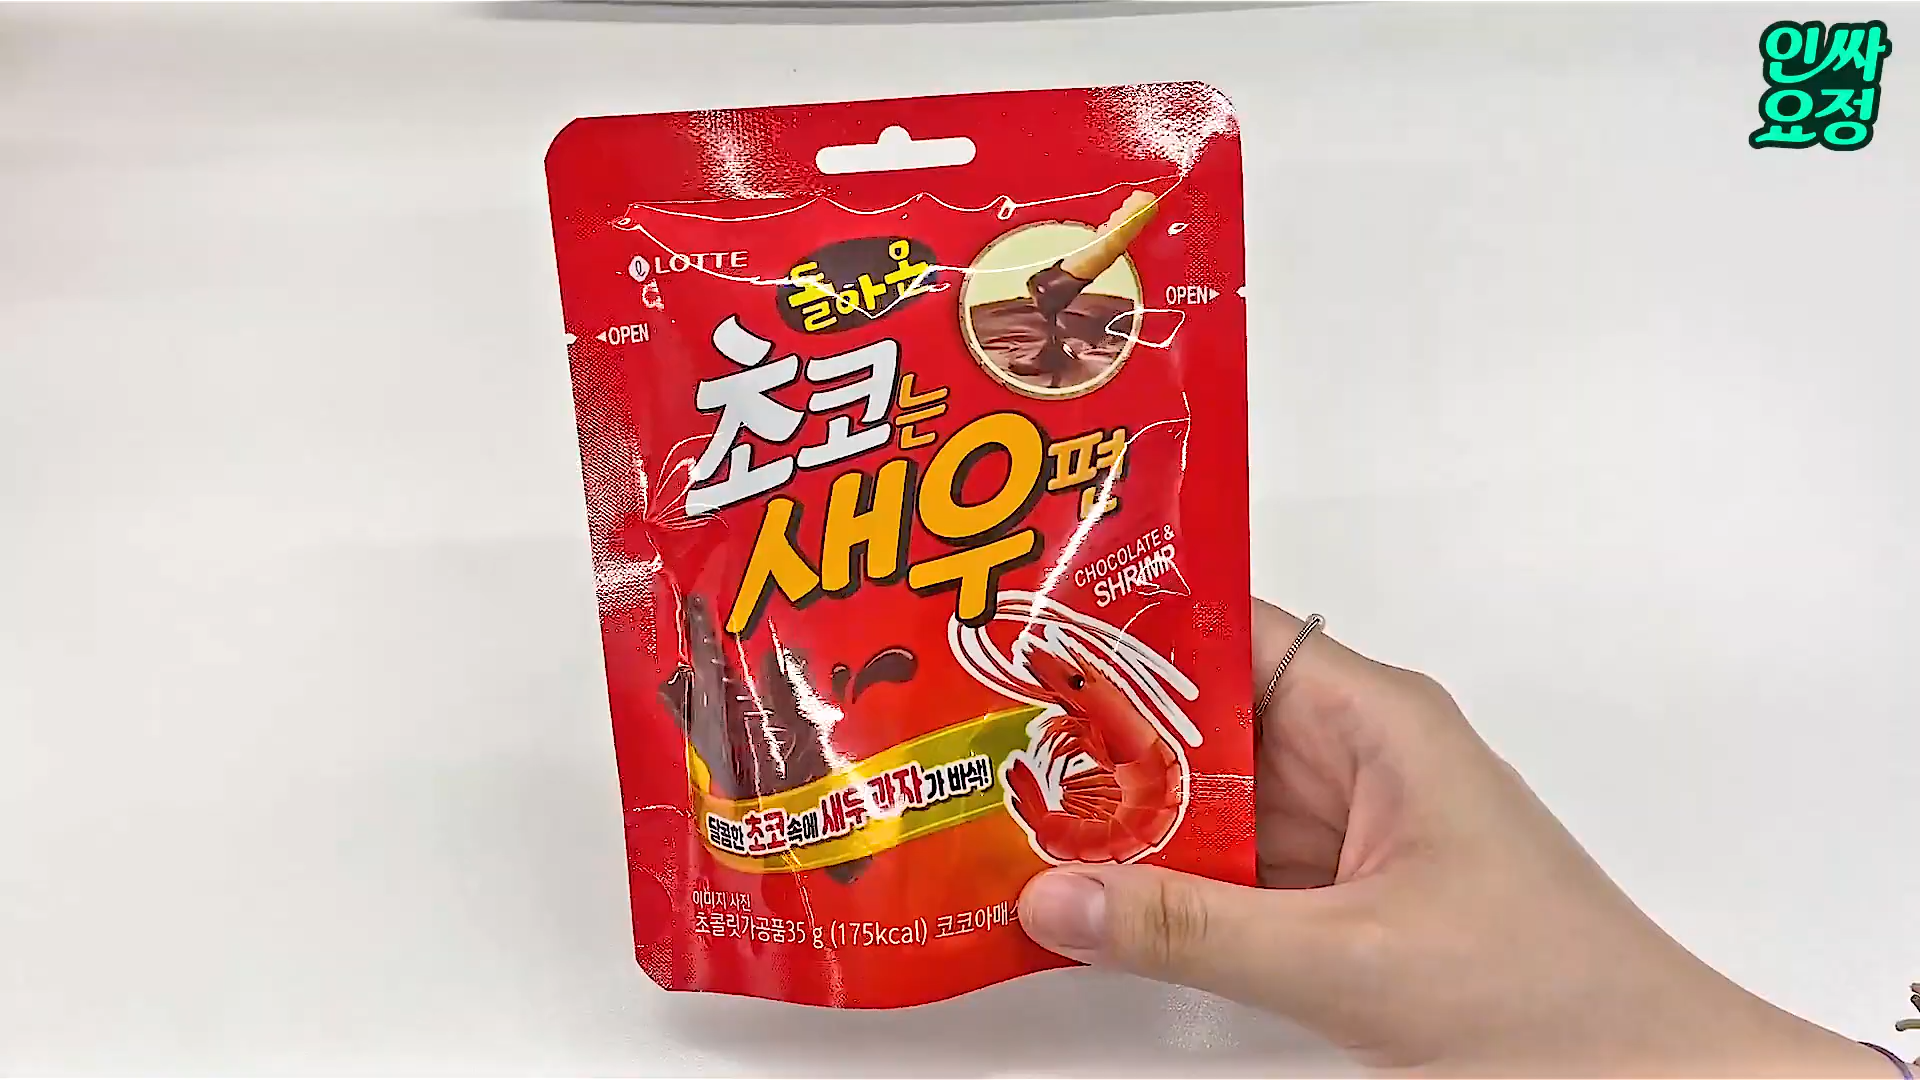 인싸
요정
LOTTE
돌아온
OPEN
OPEN
초코는
새우편
CHOCOLATE &
SHRIMP
달콤한 초코 속에 새우 과자가 바삭!
이미지 사진
초콜릿가공품35 g (175kcal) 코코아매스